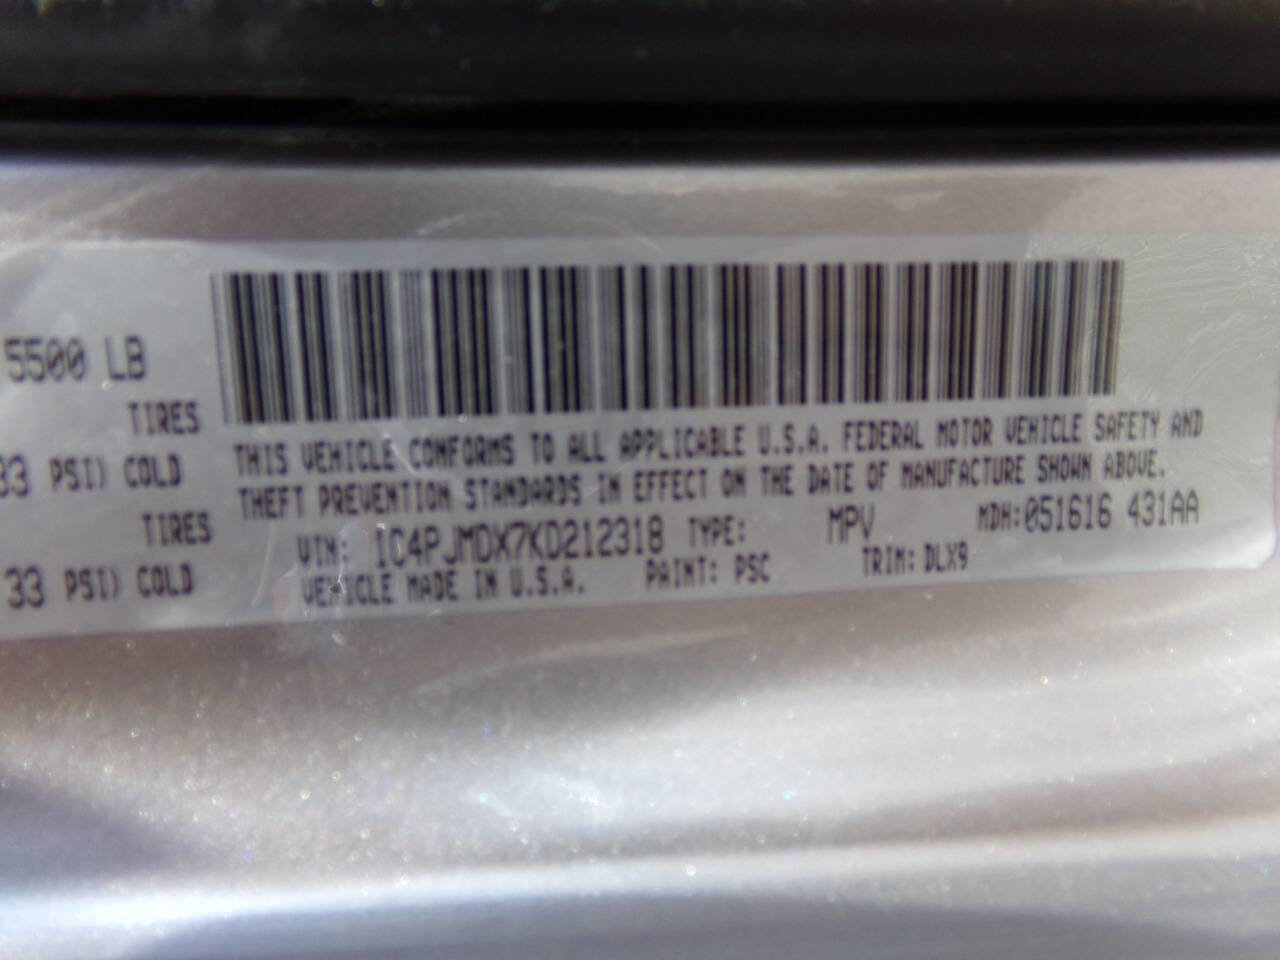 5500 LB
TIRES
33 PSI) COLD
TIRES
33 PSI) COLD
THIS VEHICLE CONFORMS TO ALL APPLICABLE U.S.A. FEDERAL MOTOR VEHICLE SAFETY AND
THEFT PREVENTION STANDARDS IN EFFECT ON THE DATE OF MANUFACTURE SHOWN ABOVE.
VIN: 1C4PJMDX7KD212318 TYPE: MPV MDH:051616 431AA
VEHICLE MADE IN U.S.A. PAINT: PSC TRIM: DLX9